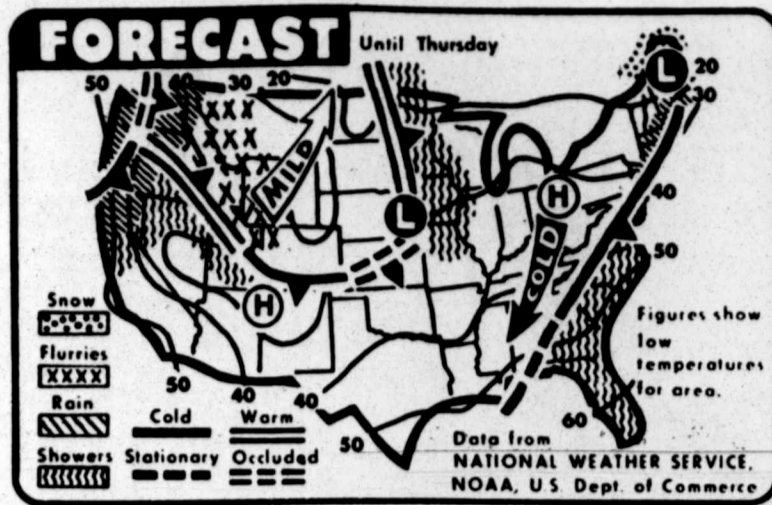 FORECAST
Until Thursday
50 40 30 20
L 20
30
MILD
L
H
COLD
40
50
H
Snow
Flurries
XXXX
Rain
Showers
Cold
Warm
Stationary
Occluded
50 40 40
50
60
Figures show
low
temperatures
for area.
Data from
NATIONAL WEATHER SERVICE,
NOAA, U.S. Dept. of Commerce